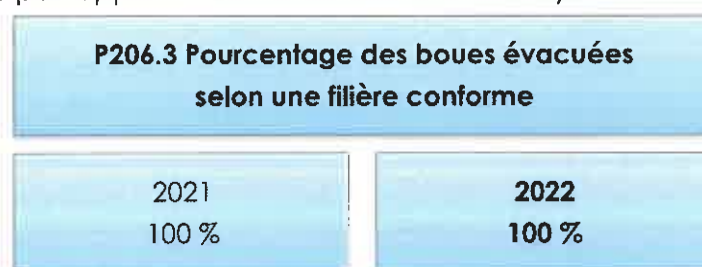 P206.3 Pourcentage des boues évacuées
selon une filière conforme
2021
2022
100 %
100 %